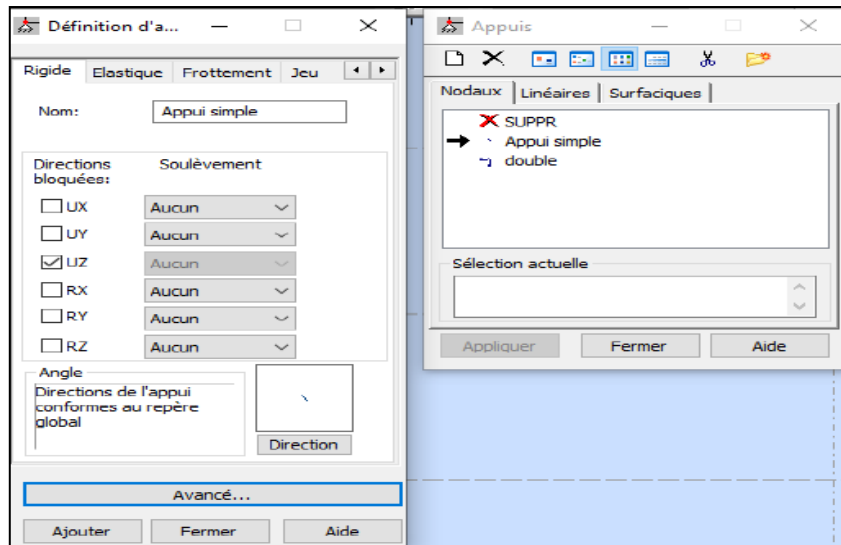 Définition d'a...
Rigide Elastique Frottement Jeu
Nom: Appui simple
Directions bloquées: Soulèvement
UX Aucun
UY Aucun
UZ Aucun
RX Aucun
RY Aucun
RZ Aucun
Angle
Directions de l'appui
conformes au repère
global
Direction
Avancé...
Ajouter Fermer Aide
Appuis
Nodaux Linéaires Surfaciques
SUPPR
Appui simple
double
Sélection actuelle
Appliquer Fermer Aide